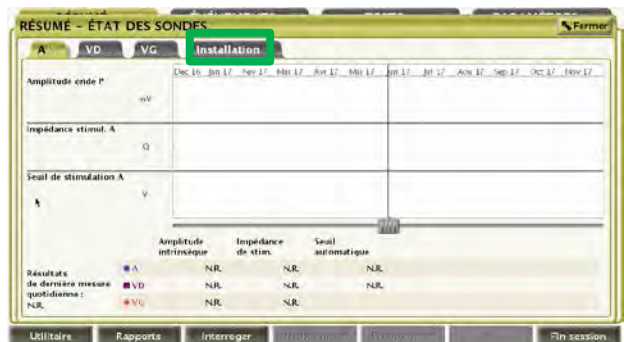 RÉSUMÉ - ÉTAT DES SONDES
Fermer
A VD VG Installation
Dec 16 Jan 17 Fev 17 Mar 17 Avr 17 Mai 17 Jun 17 Jul 17 Aou 17 Sep 17 Oct 17 Nov 17
Amplitude onde P
mV
Impédance stimul. A
Ω
Seuil de stimulation A
V
Amplitude intrinsèque
Impédance de stim.
Seuil automatique
Résultats de dernière mesure quotidienne :
N.R.
A N.R. N.R. N.R.
VD N.R. N.R. N.R.
VG N.R. N.R.
Utilitaire Rapports Interroger Fin session